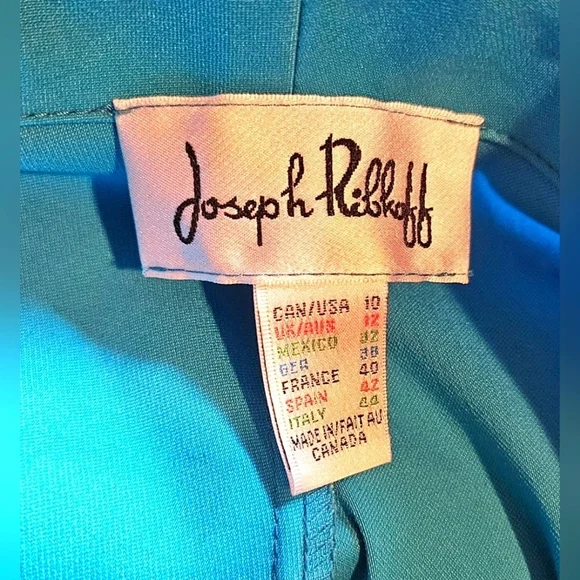 Joseph Ribkoff
CAN/USA 10
UK/AUS 12
MEXICO 32
GER 38
FRANCE 40
SPAIN 42
ITALY 44
MADE IN/FAIT AU
CANADA